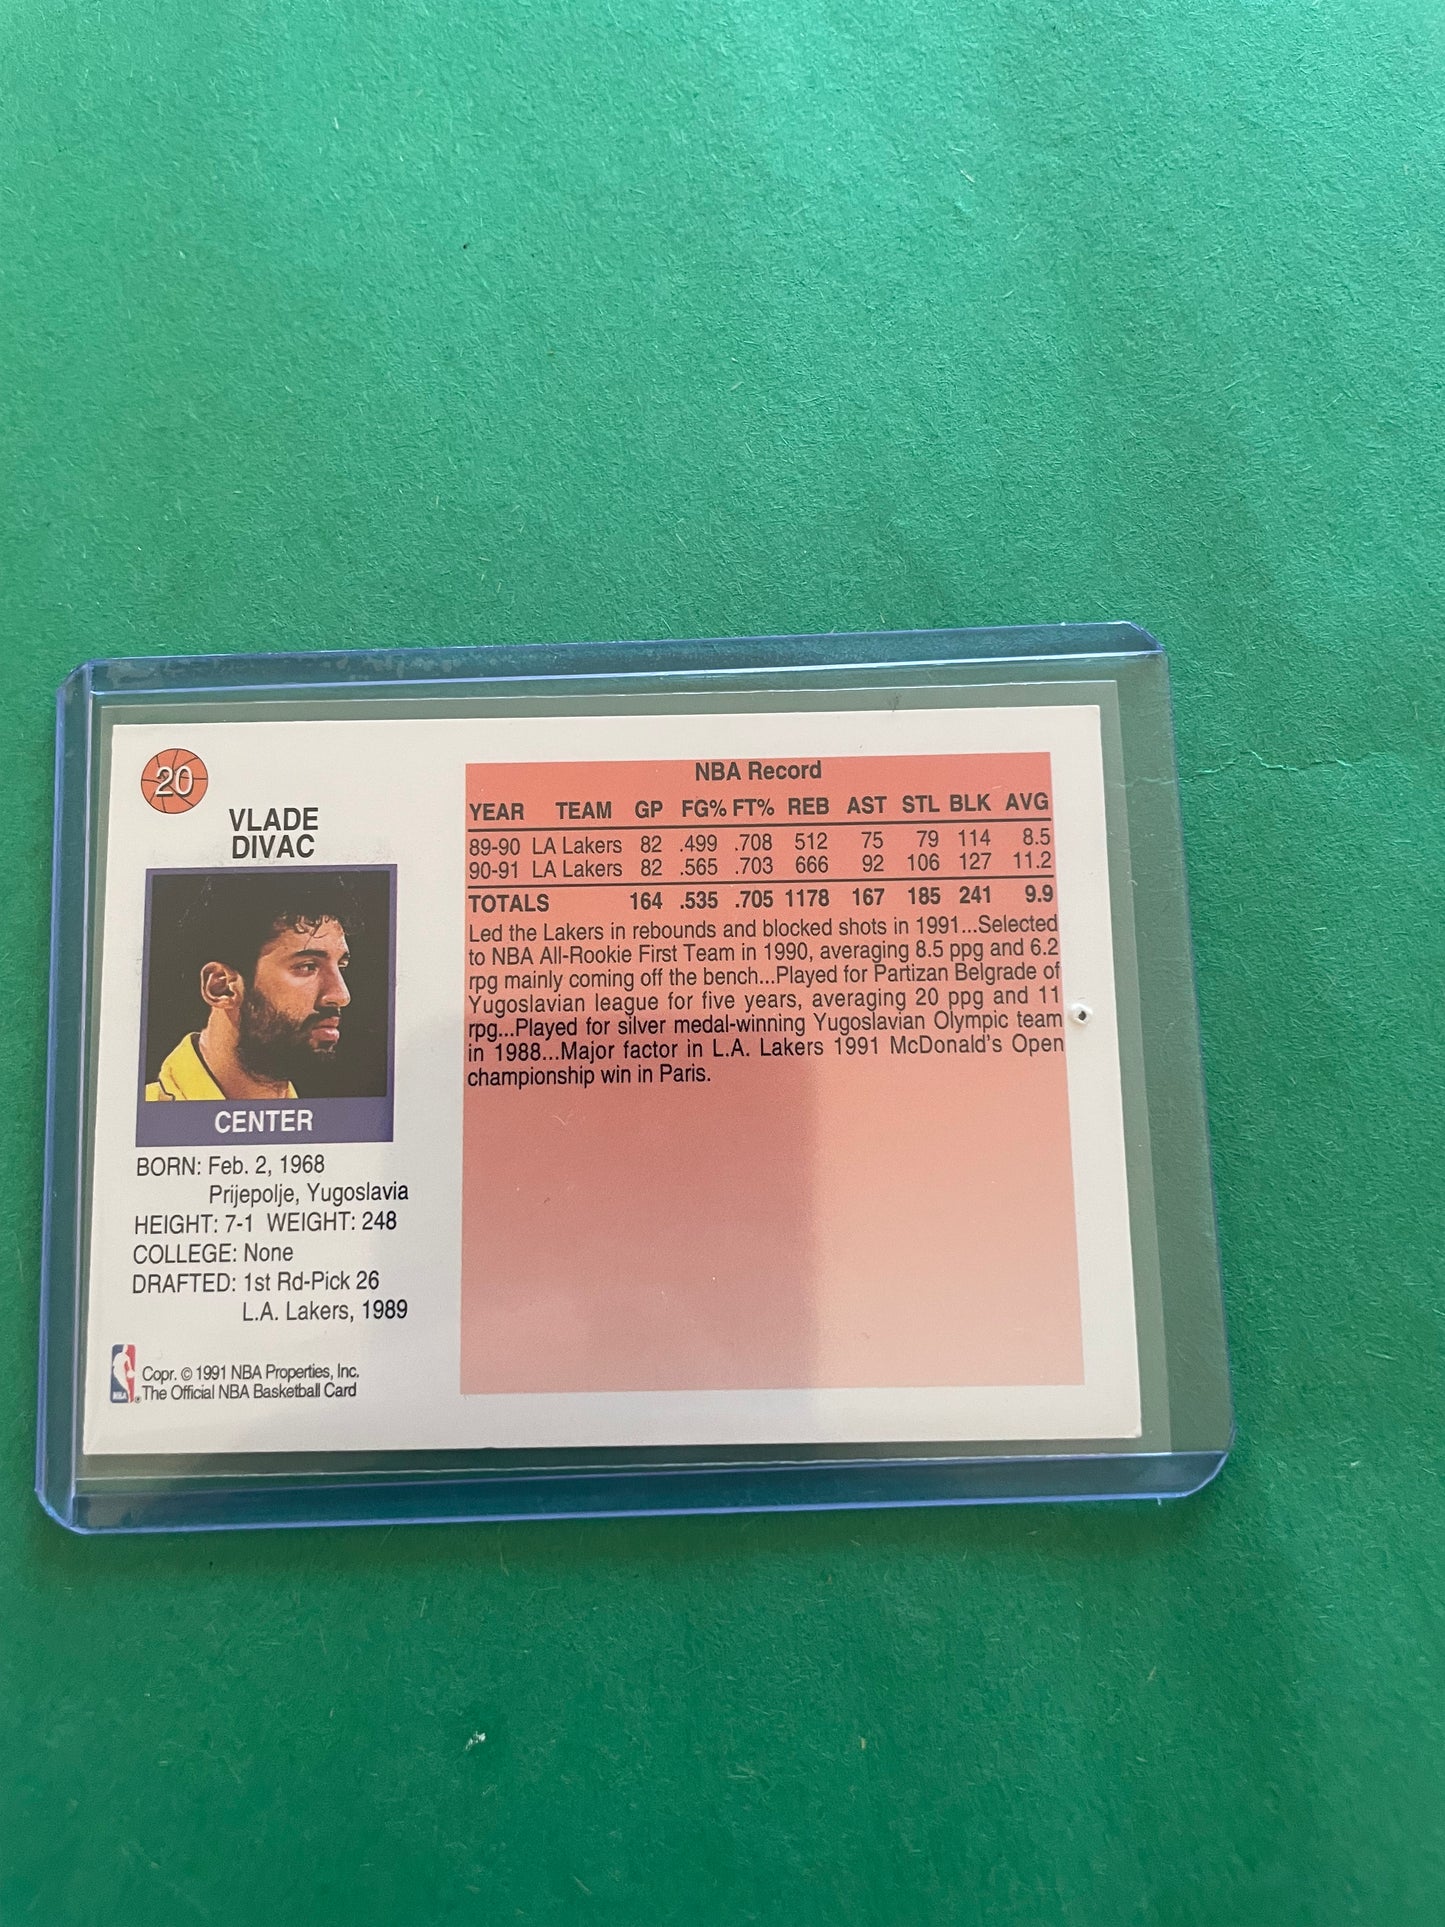 20
VLADE
DIVAC
CENTER
BORN: Feb. 2, 1968
Prijepolje, Yugoslavia
HEIGHT: 7-1 WEIGHT: 248
COLLEGE: None
DRAFTED: 1st Rd-Pick 26
L.A. Lakers, 1989
NBA
Copr. © 1991 NBA Properties, Inc.
The Official NBA Basketball Card
NBA Record
YEAR TEAM GP FG% FT% REB AST STL BLK AVG
89-90 LA Lakers 82 .499 .708 512 75 79 114 8.5
90-91 LA Lakers 82 .565 .703 666 92 106 127 11.2
TOTALS 164 .535 .705 1178 167 185 241 9.9
Led the Lakers in rebounds and blocked shots in 1991...Selected
to NBA All-Rookie First Team in 1990, averaging 8.5 ppg and 6.2
rpg mainly coming off the bench...Played for Partizan Belgrade of
Yugoslavian league for five years, averaging 20 ppg and 11
rpg...Played for silver medal-winning Yugoslavian Olympic team
in 1988...Major factor in L.A. Lakers 1991 McDonald's Open
championship win in Paris.